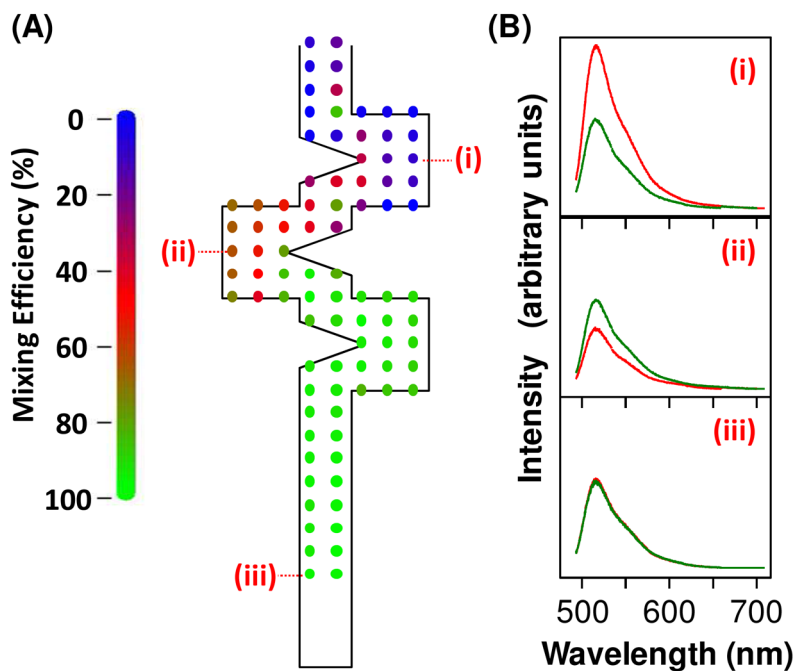 (A)
(B)
Mixing Efficiency (%)
0
20
40
60
80
100
(i)
(ii)
(iii)
Intensity (arbitrary units)
(i)
(ii)
(iii)
500 600 700
Wavelength (nm)